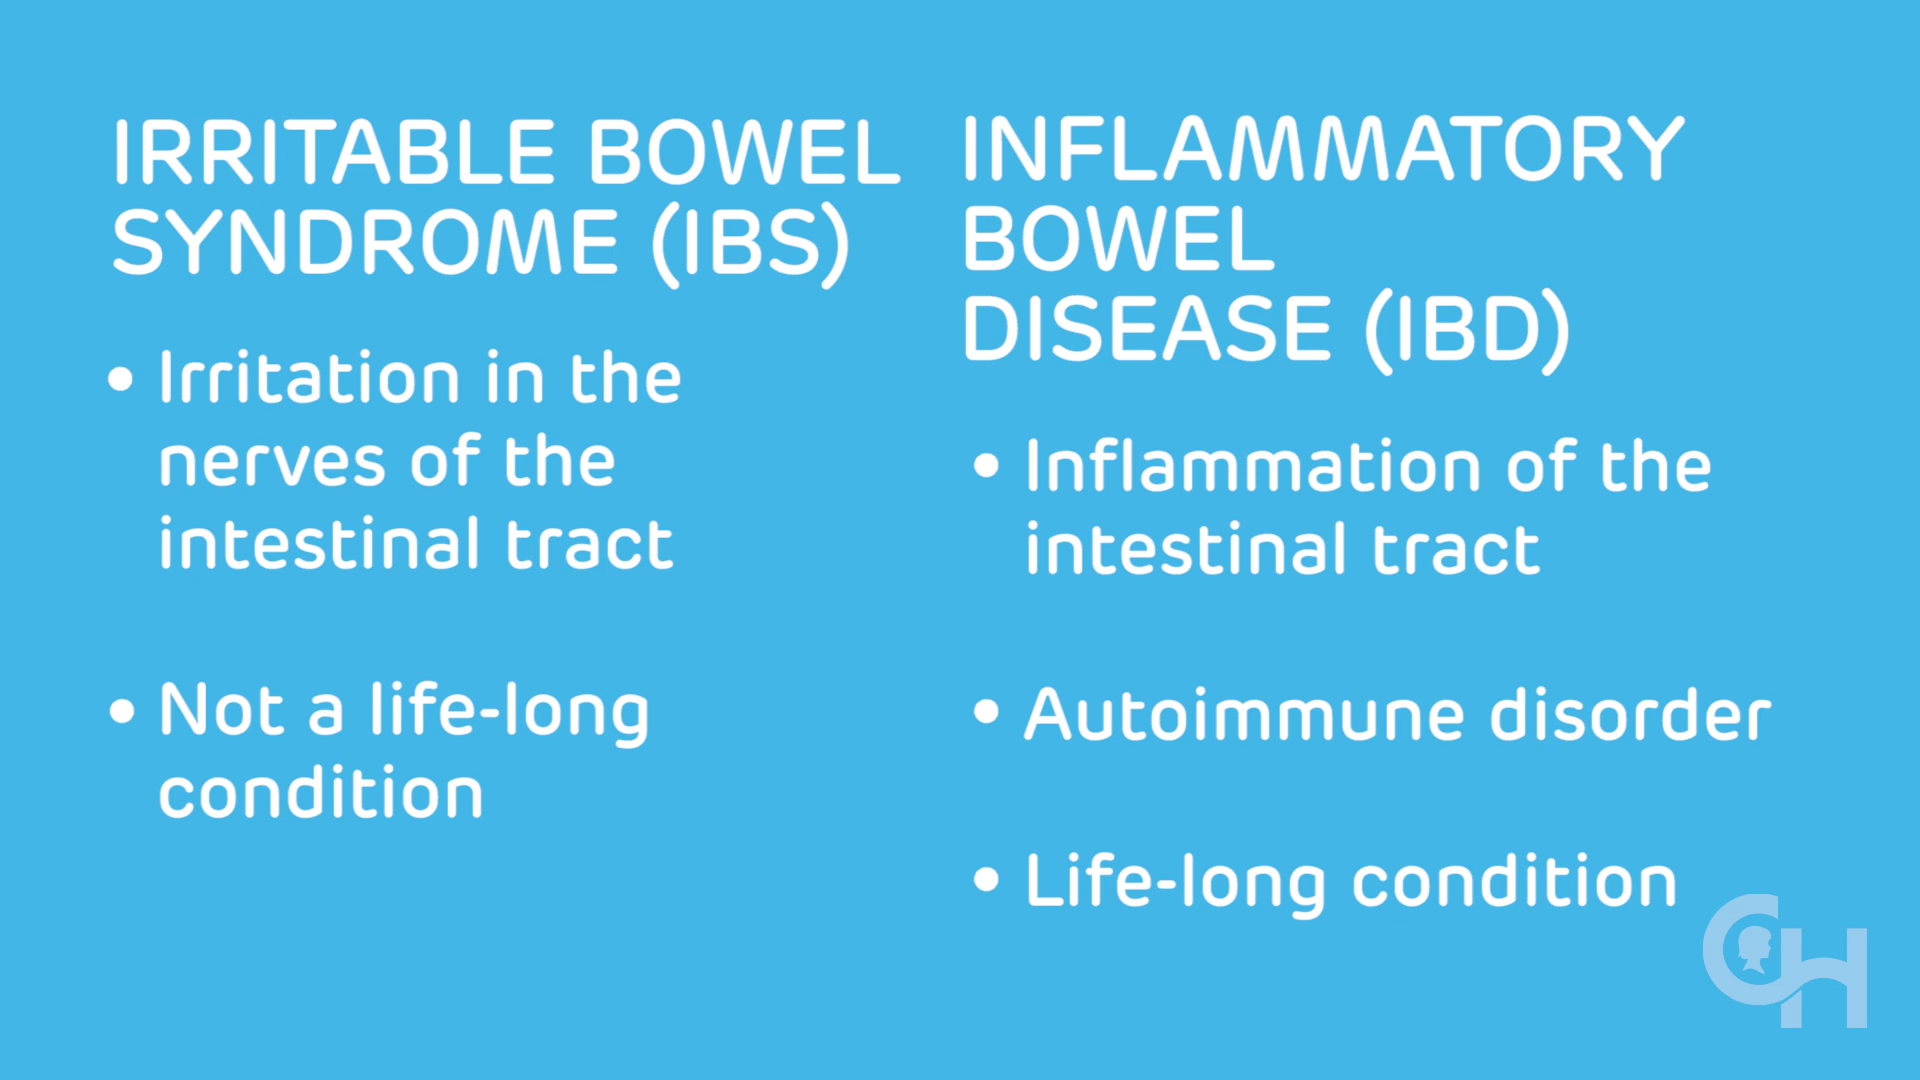 IRRITABLE BOWEL
SYNDROME (IBS)
• Irritation in the
nerves of the
intestinal tract
• Not a life-long
condition
INFLAMMATORY
BOWEL
DISEASE (IBD)
• Inflammation of the
intestinal tract
• Autoimmune disorder
• Life-long condition
CH